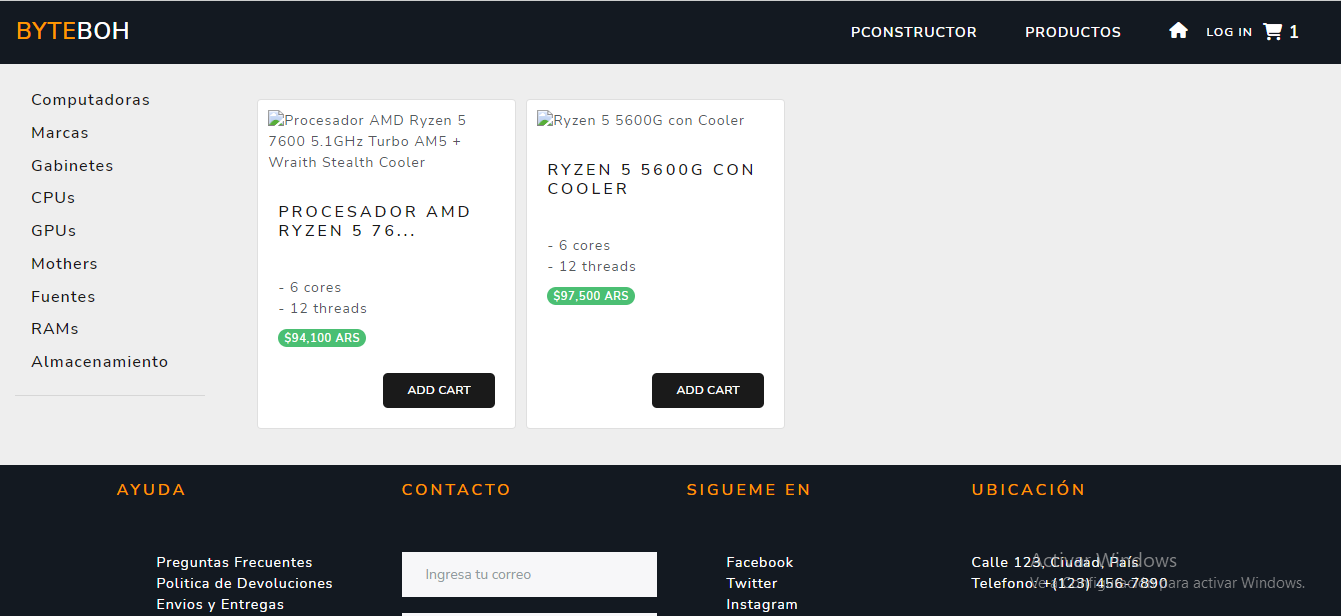 BYTEBOH
PCONSTRUCTOR
PRODUCTOS
LOG IN
1
Computadoras
Marcas
Gabinetes
CPUs
GPUs
Mothers
Fuentes
RAMs
Almacenamiento
Procesador AMD Ryzen 5
7600 5.1GHz Turbo AM5 +
Wraith Stealth Cooler
PROCESADOR AMD
RYZEN 5 76...
- 6 cores
- 12 threads
$94,100 ARS
ADD CART
Ryzen 5 5600G con Cooler
RYZEN 5 5600G CON
COOLER
- 6 cores
- 12 threads
$97,500 ARS
ADD CART
AYUDA
Preguntas Frecuentes
Politica de Devoluciones
Envios y Entregas
CONTACTO
Ingresa tu correo
SIGUEME EN
Facebook
Twitter
Instagram
UBICACIÓN
Calle 123, Ciudad, País
Telefono: +(123) 456-7890
Activar Windows
Ve a Configuración para activar Windows.